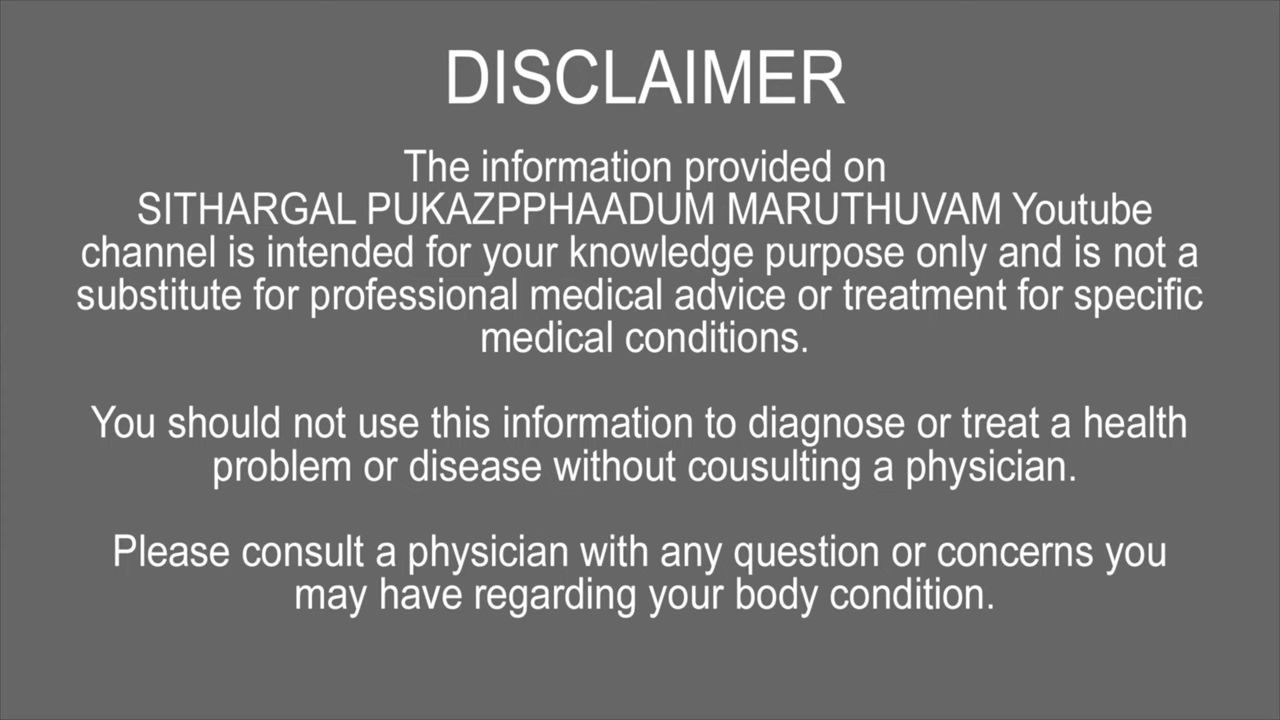 DISCLAIMER
The information provided on
SITHARGAL PUKAZPPHAADUM MARUTHUVAM Youtube
channel is intended for your knowledge purpose only and is not a
substitute for professional medical advice or treatment for specific
medical conditions.
You should not use this information to diagnose or treat a health
problem or disease without cousulting a physician.
Please consult a physician with any question or concerns you
may have regarding your body condition.